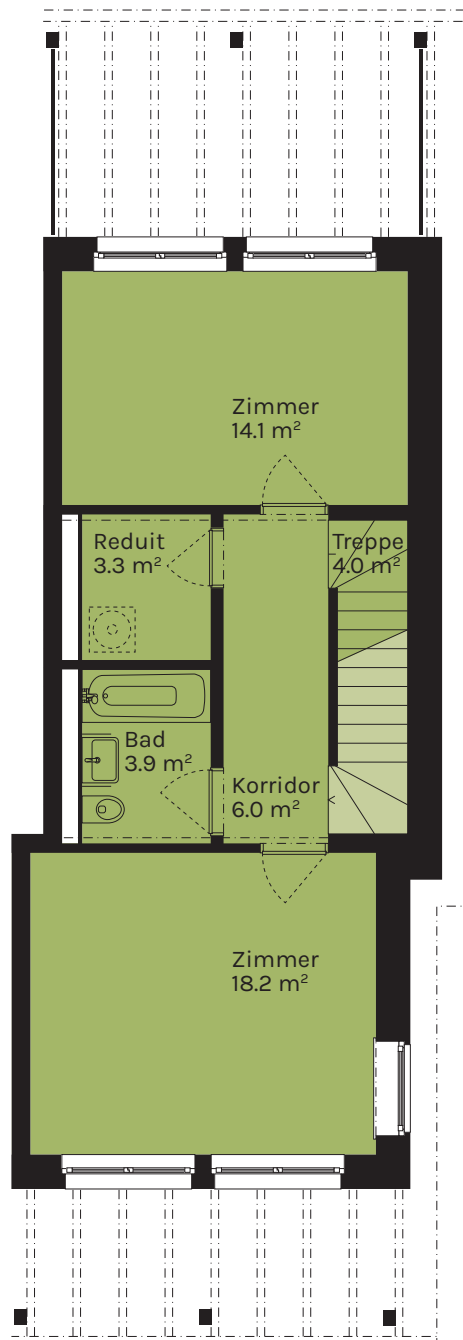 Zimmer
14.1 m²
Reduit
3.3 m²
Treppe
4.0 m²
Bad
3.9 m²
Korridor
6.0 m²
Zimmer
18.2 m²